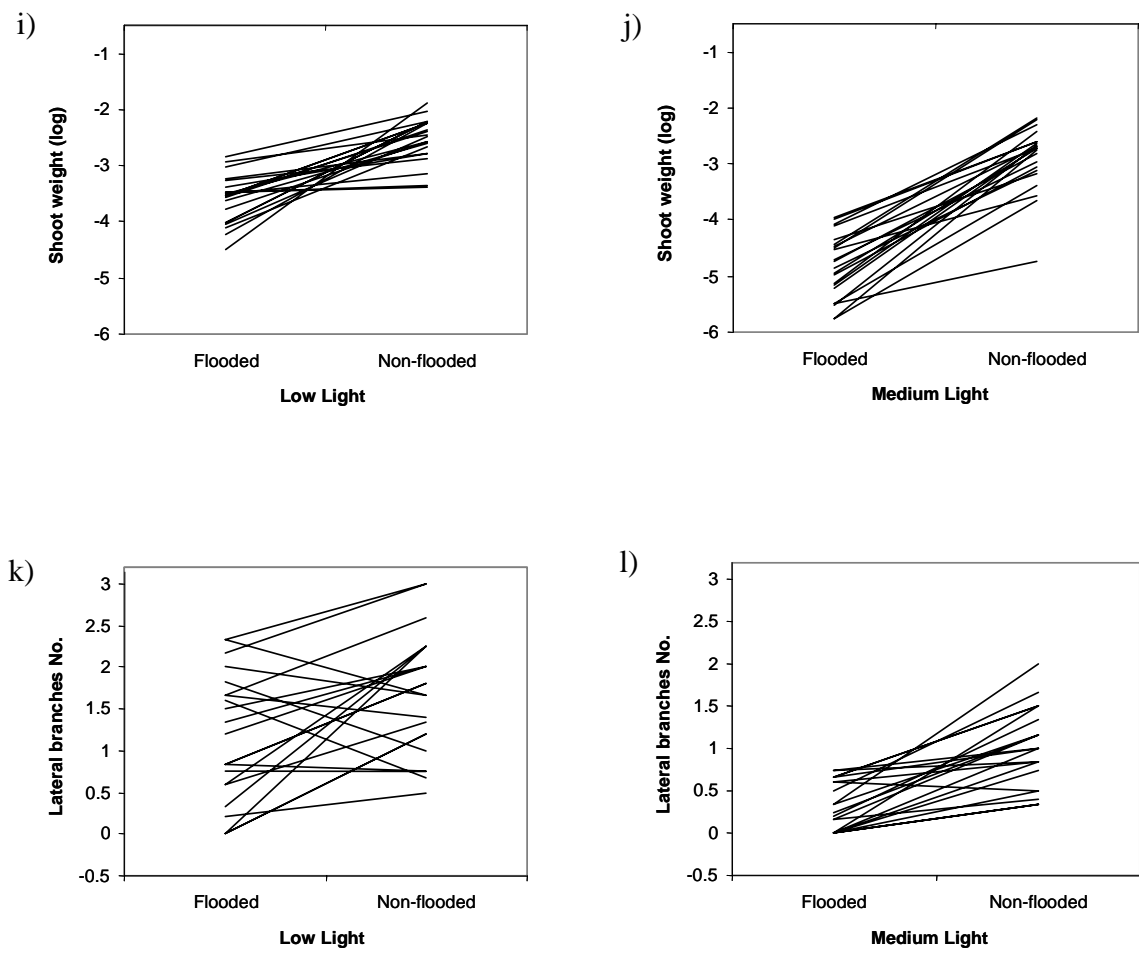 i)
-1
-2
-3
-4
-5
-6
Shoot weight (log)
Flooded Non-flooded
Low Light
j)
-1
-2
-3
-4
-5
-6
Shoot weight (log)
Flooded Non-flooded
Medium Light
k)
3
2.5
2
1.5
1
0.5
0
-0.5
Lateral branches No.
Flooded Non-flooded
Low Light
l)
3
2.5
2
1.5
1
0.5
0
-0.5
Lateral branches No.
Flooded Non-flooded
Medium Light